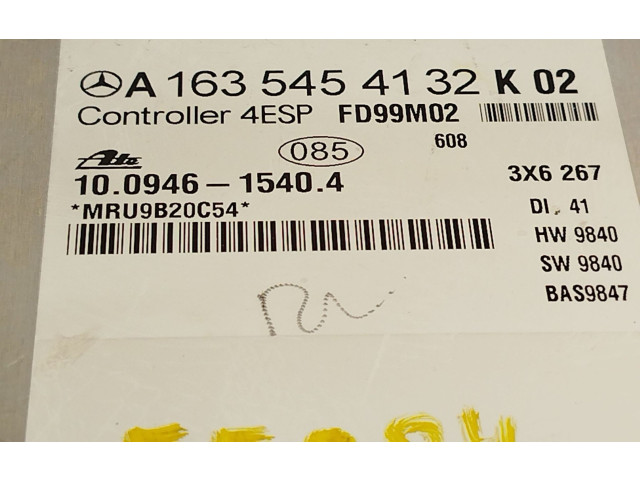 A 163 545 41 32 K 02
Controller 4ESP FD99M02
608
Ate 085
10.0946-1540.4 3X6 267
*MRU9B20C54* DI. 41
HW 9840
SW 9840
BAS9847